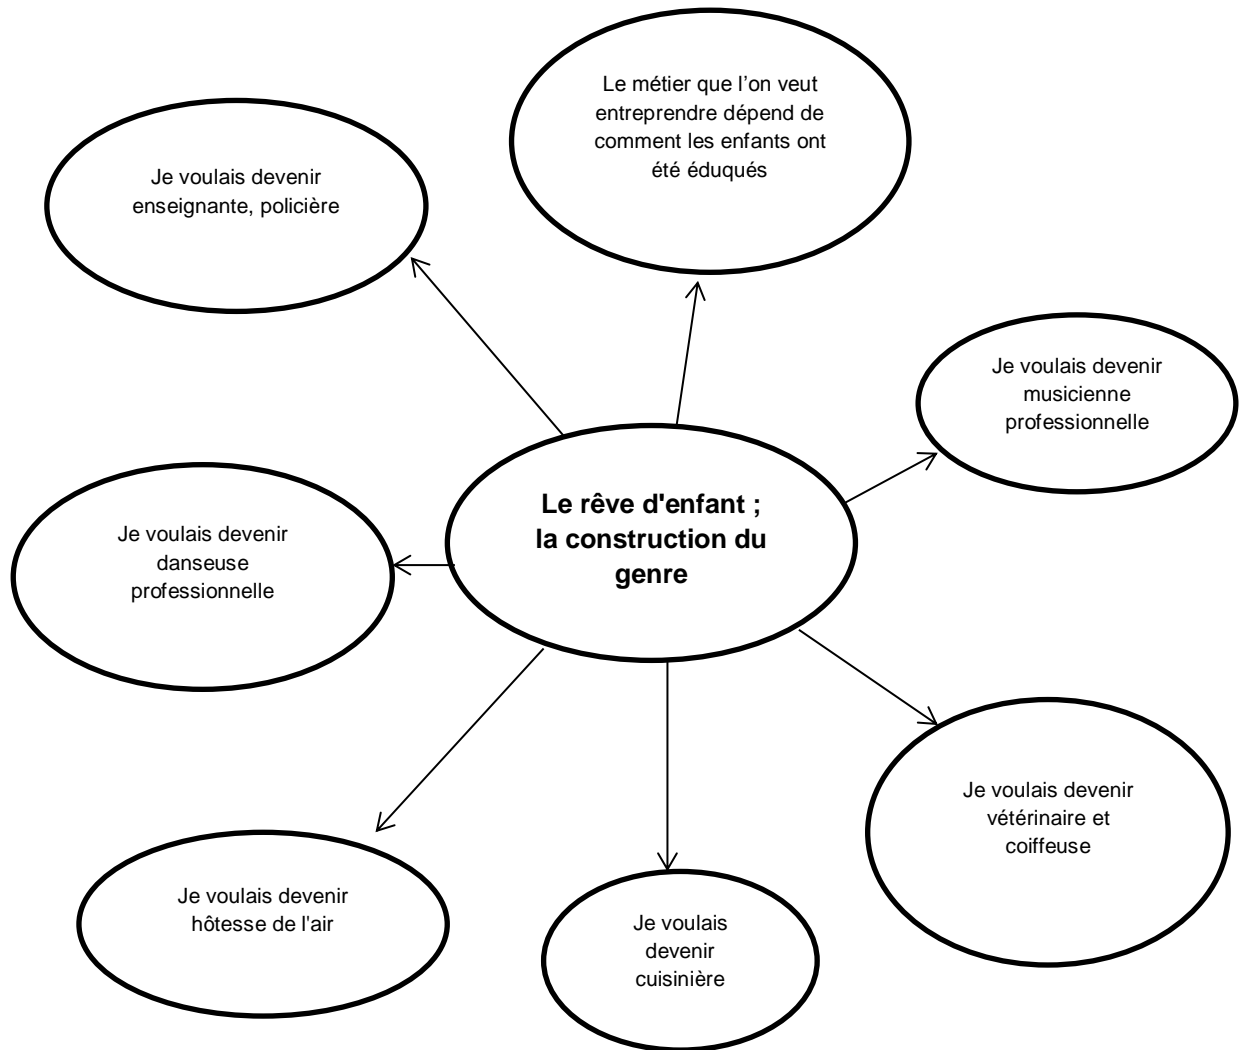 Le métier que l'on veut
entreprendre dépend de
comment les enfants ont
été éduqués
Je voulais devenir
enseignante, policière
Je voulais devenir
musicienne
professionnelle
Le rêve d'enfant ;
la construction du
genre
Je voulais devenir
danseuse
professionnelle
Je voulais devenir
vétérinaire et
coiffeuse
Je voulais devenir
hôtesse de l'air
Je voulais
devenir
cuisinière